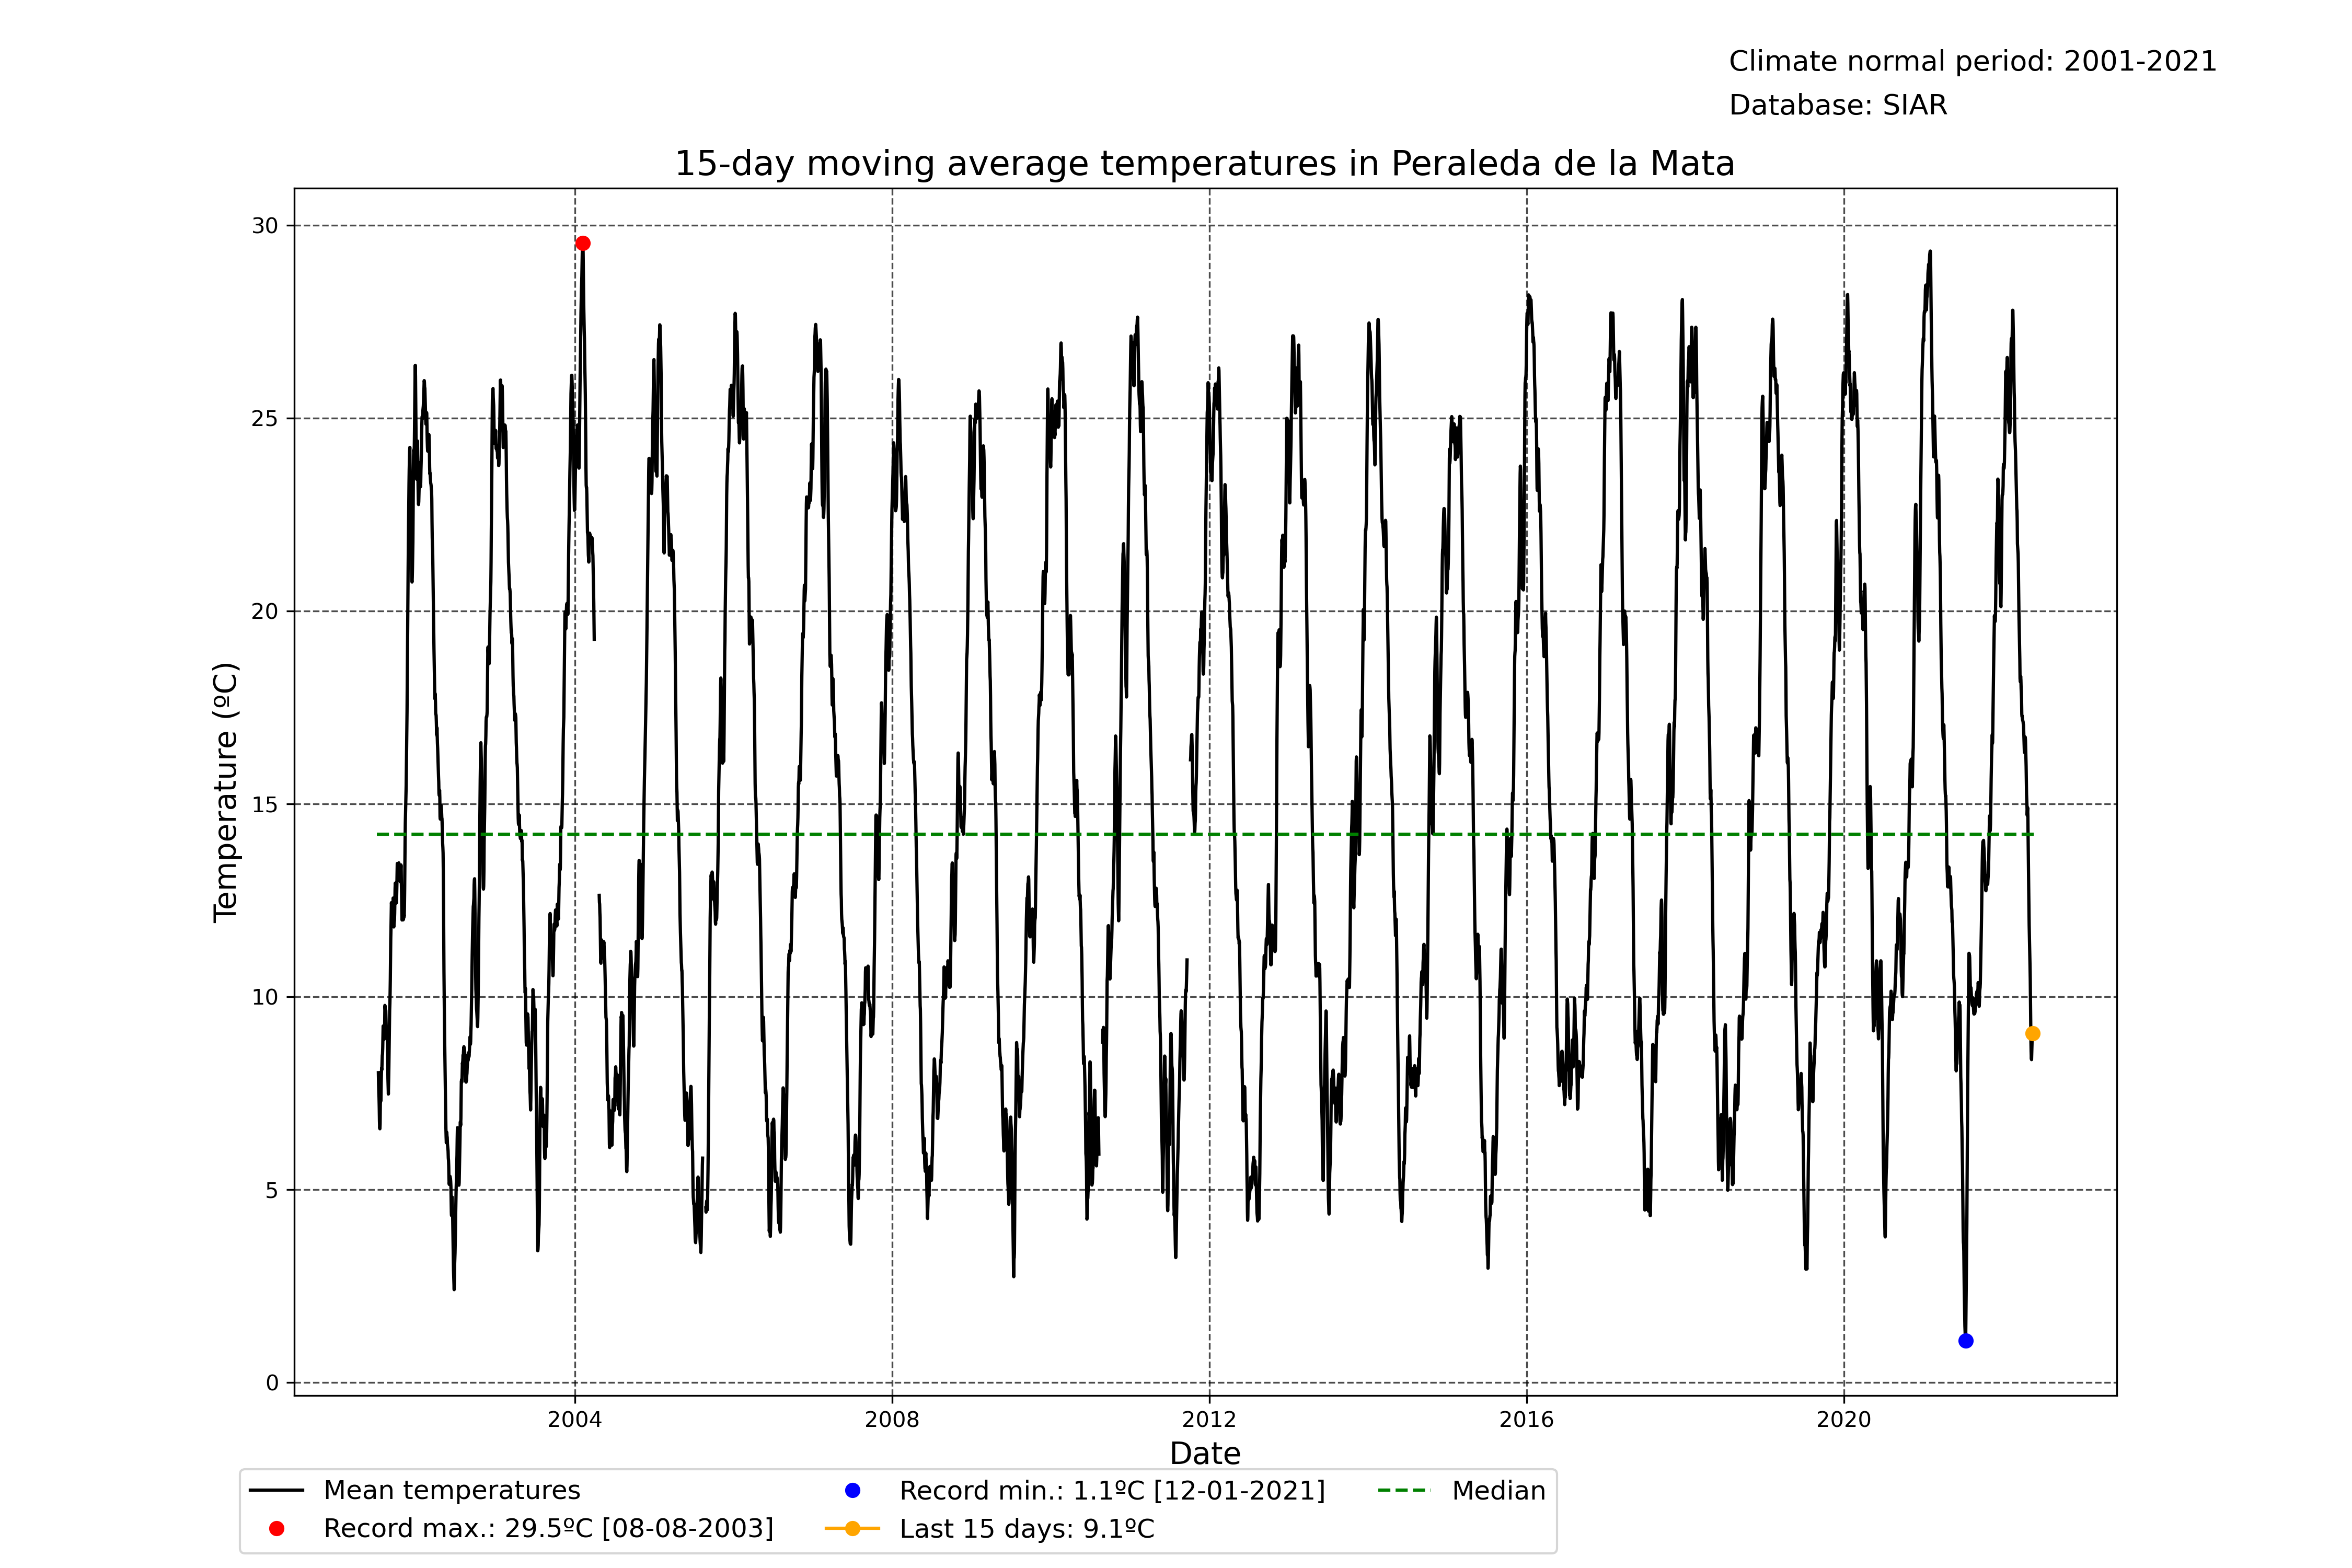 Climate normal period: 2001-2021
Database: SIAR
15-day moving average temperatures in Peraleda de la Mata
30
25
20
15
10
5
0
Temperature (ºC)
2004 2008 2012 2016 2020
Date
Mean temperatures
Record max.: 29.5ºC [08-08-2003]
Record min.: 1.1ºC [12-01-2021]
Last 15 days: 9.1ºC
Median